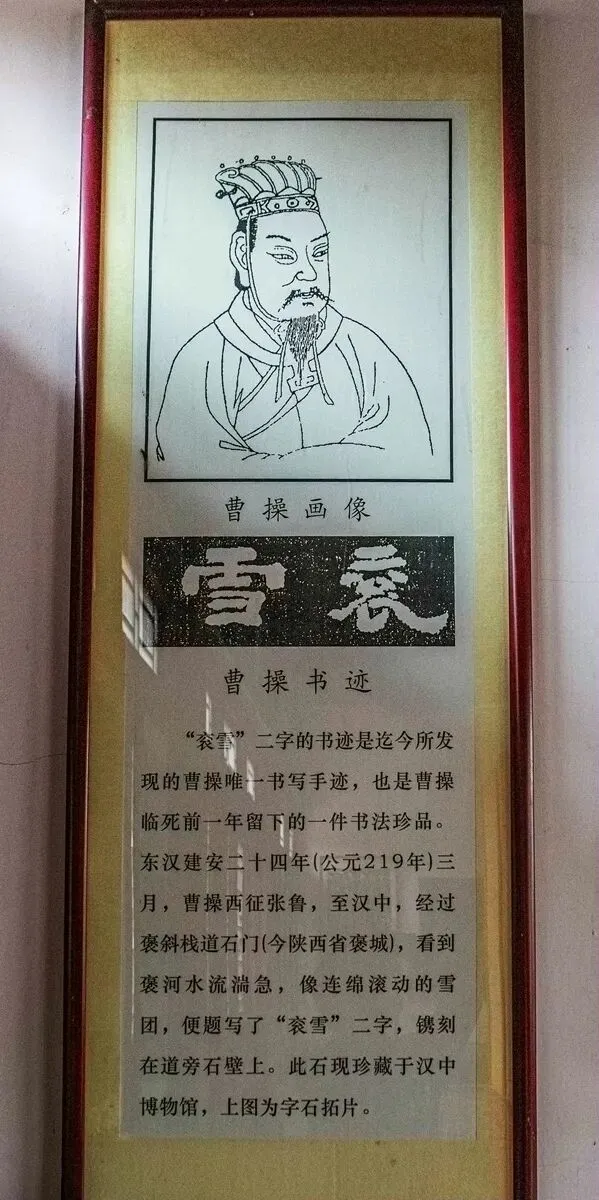 曹操画像
雪衮
曹操书迹
“衮雪”二字的书迹是迄今所发
现的曹操唯一书写手迹，也是曹操
临死前一年留下的一件书法珍品。
东汉建安二十四年(公元219年)三
月，曹操西征张鲁，至汉中，经过
褒斜栈道石门(今陕西省褒城)，看到
褒河水流湍急，像连绵滚动的雪
团，便题写了“衮雪”二字，镌刻
在道旁石壁上。此石现珍藏于汉中
博物馆，上图为字石拓片。